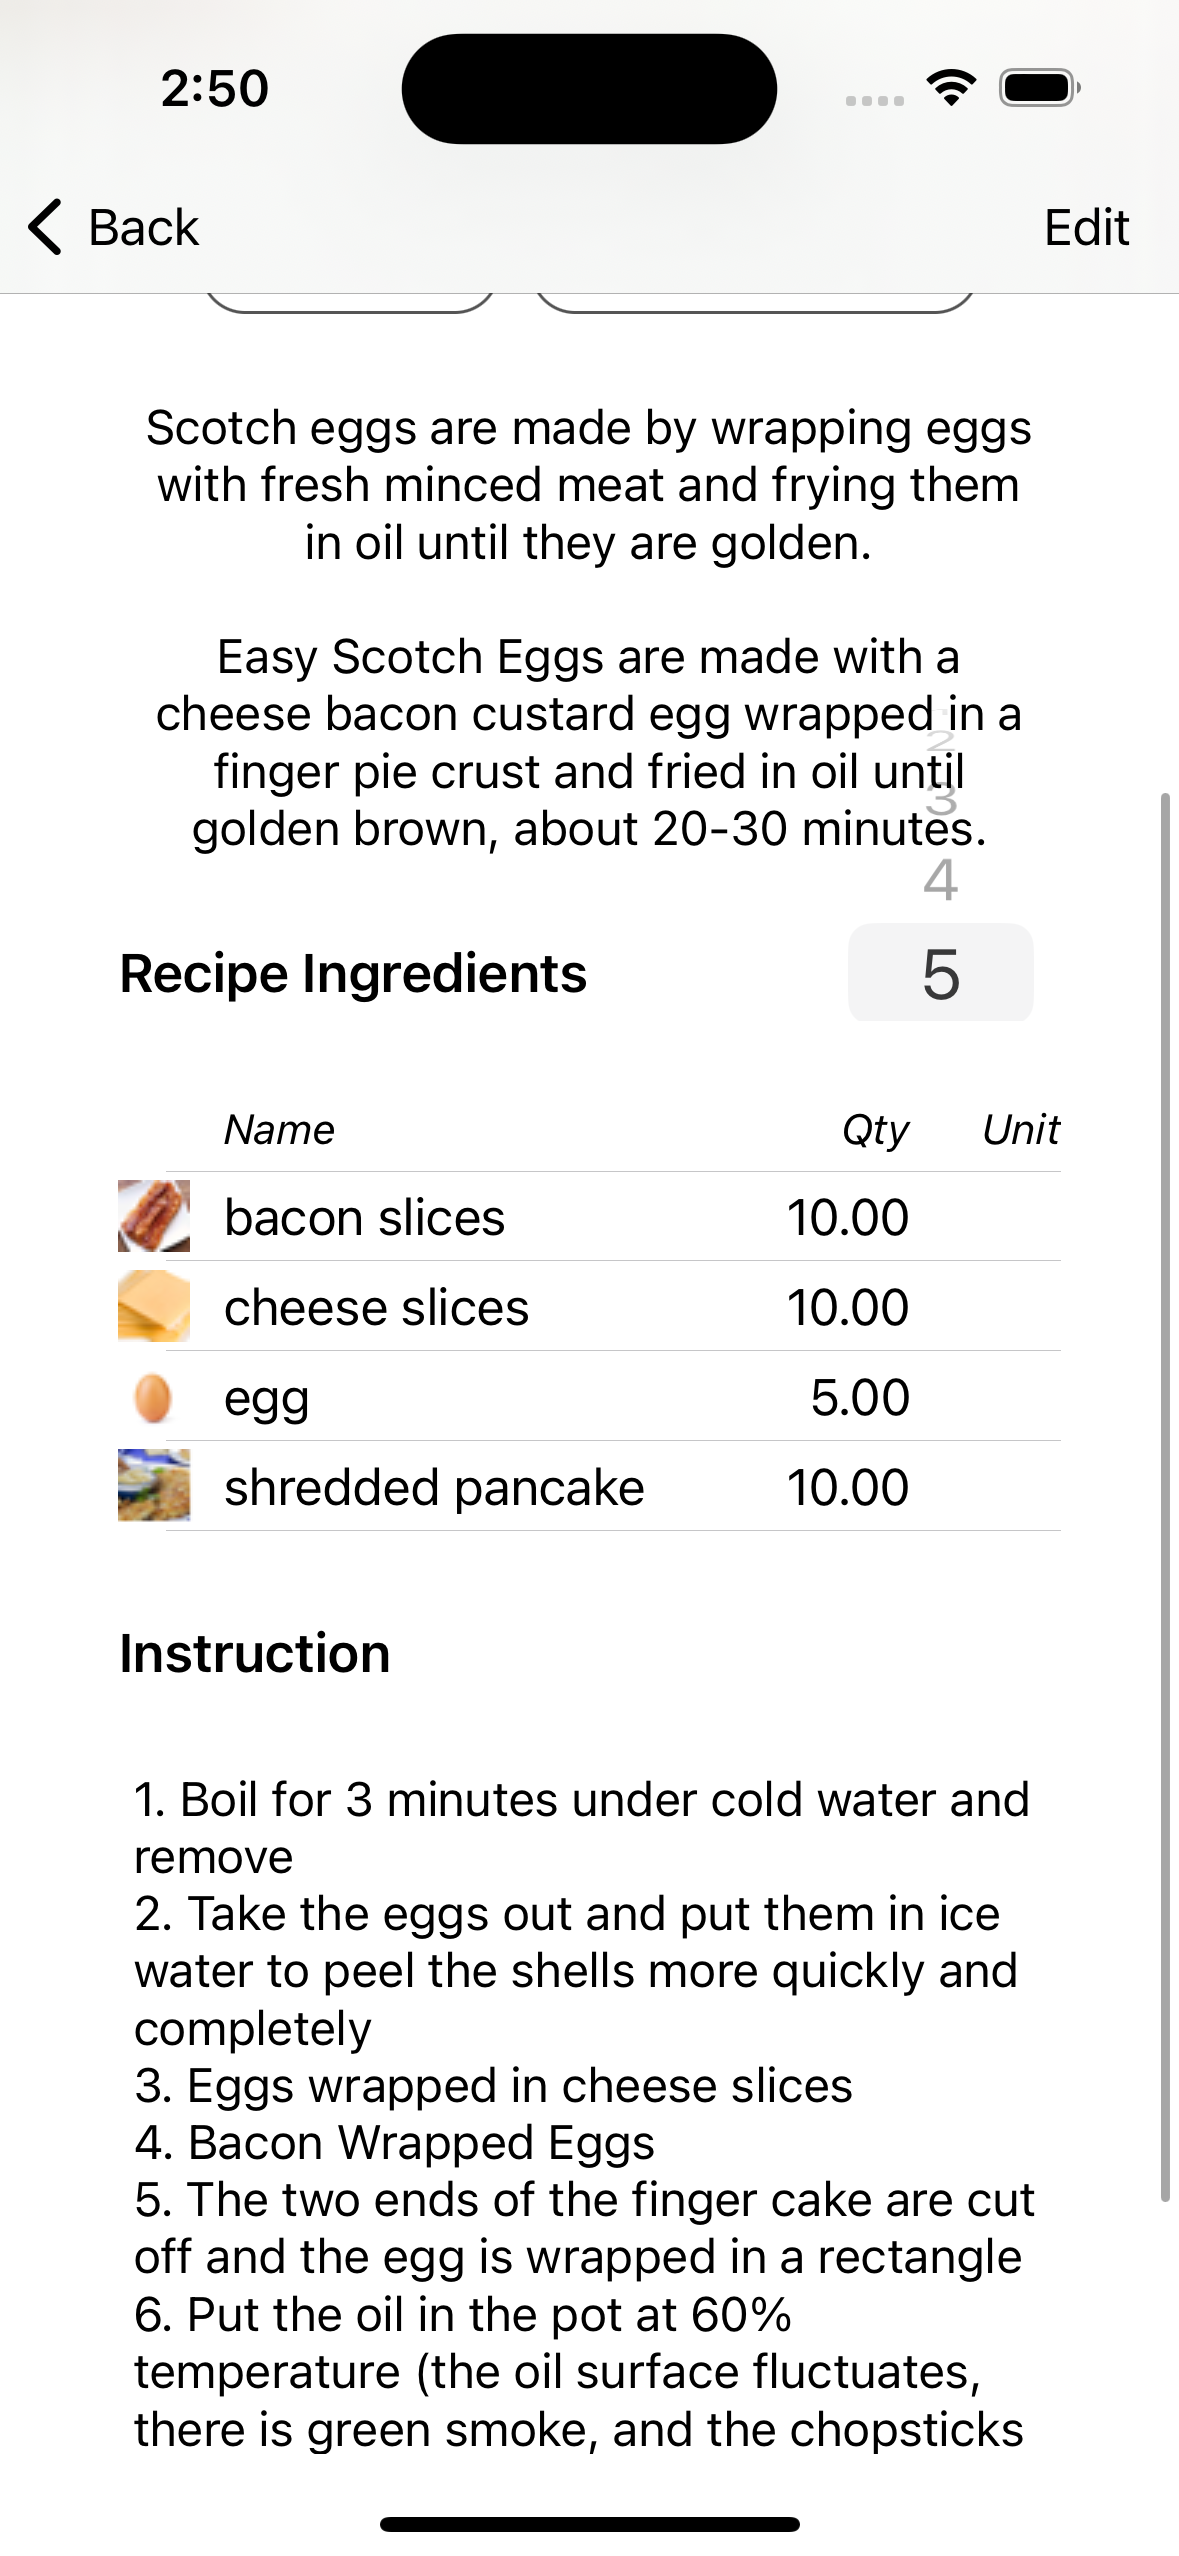 2:50
Back
Edit
Scotch eggs are made by wrapping eggs
with fresh minced meat and frying them
in oil until they are golden.
Easy Scotch Eggs are made with a
cheese bacon custard egg wrapped in a
finger pie crust and fried in oil until
golden brown, about 20-30 minutes.
2
3
4
Recipe Ingredients 5
Name Qty Unit
bacon slices 10.00
cheese slices 10.00
egg 5.00
shredded pancake 10.00
Instruction
1. Boil for 3 minutes under cold water and
remove
2. Take the eggs out and put them in ice
water to peel the shells more quickly and
completely
3. Eggs wrapped in cheese slices
4. Bacon Wrapped Eggs
5. The two ends of the finger cake are cut
off and the egg is wrapped in a rectangle
6. Put the oil in the pot at 60%
temperature (the oil surface fluctuates,
there is green smoke, and the chopsticks